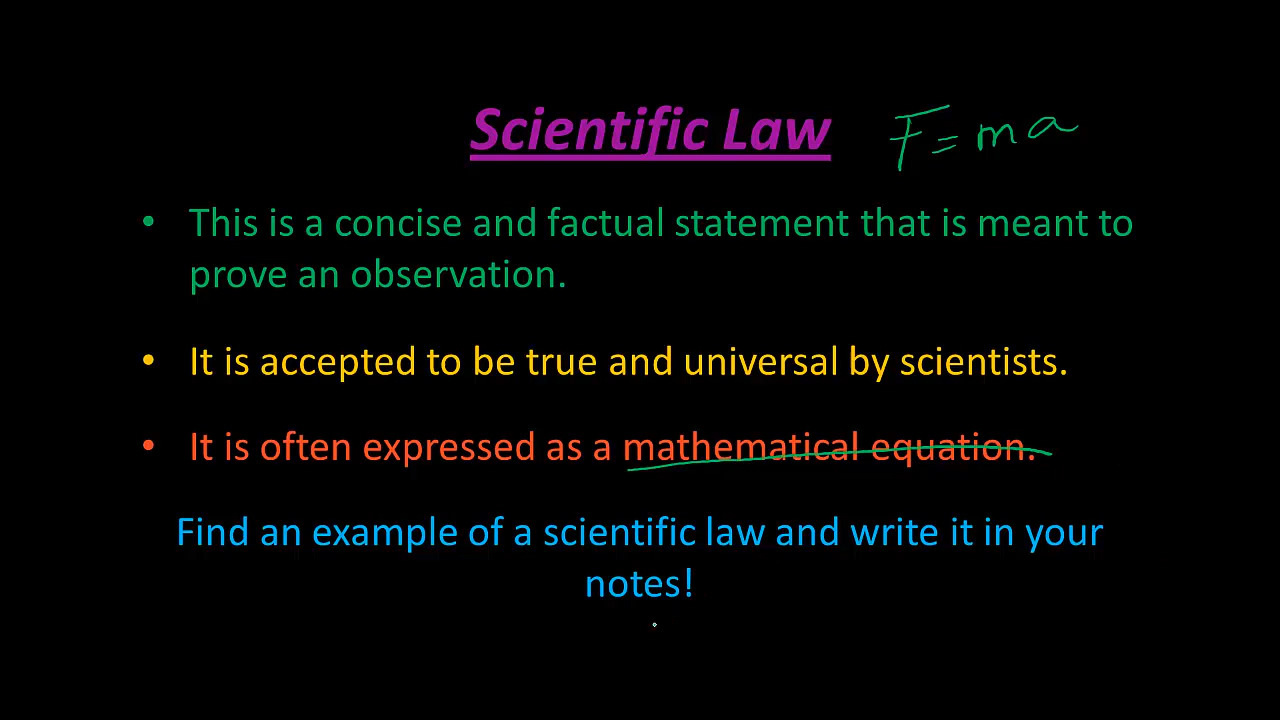 Scientific Law F = ma
• This is a concise and factual statement that is meant to
prove an observation.
• It is accepted to be true and universal by scientists.
• It is often expressed as a mathematical equation.
Find an example of a scientific law and write it in your
notes!